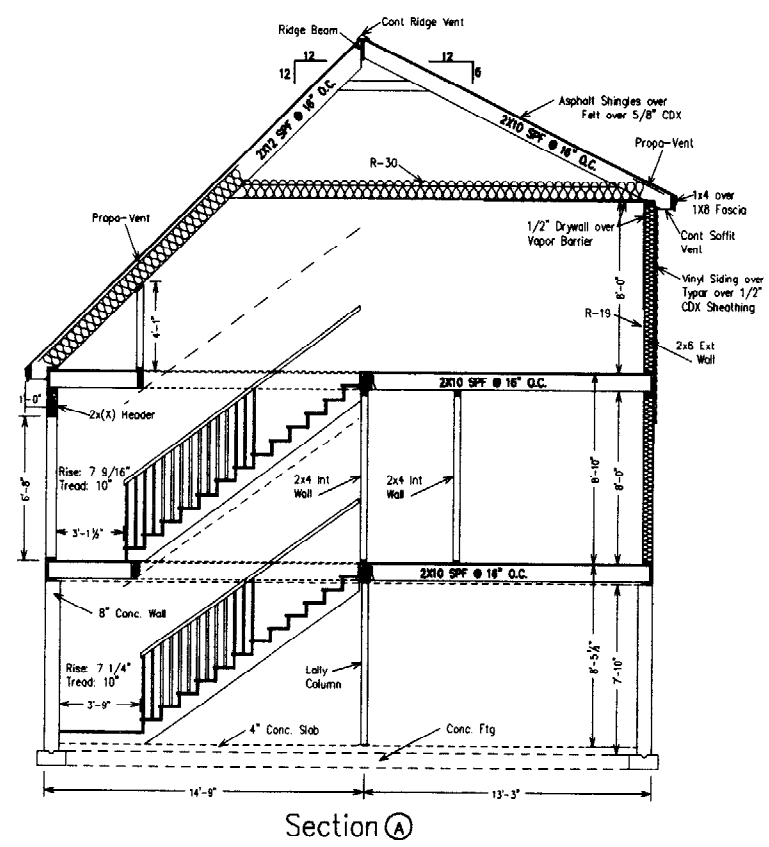 Cont Ridge Vent
Ridge Beam
12
12
12
6
2X12 SPF @ 16" O.C.
2X10 SPF @ 16" O.C.
Asphalt Shingles over
Felt over 5/8" CDX
Propa-Vent
R-30
1x4 over
1X8 Fascia
Propa-Vent
1/2" Drywall over
Vapor Barrier
Cont Soffit
Vent
8'-0"
Vinyl Siding over
Typar over 1/2"
CDX Sheathing
4'-1"
R-19
2x6 Ext
Wall
2X10 SPF @ 16" O.C.
1'-0"
2x(X) Header
Rise: 7 9/16"
Tread: 10"
6'-8"
2x4 Int
Wall
2x4 Int
Wall
8'-10"
8'-0"
3'-1½"
2X10 SPF @ 16" O.C.
8" Conc. Wall
Rise: 7 1/4"
Tread: 10"
Lally
Column
8'-5½"
7'-10"
3'-9"
4" Conc. Slab
Conc. Ftg
14'-9"
13'-3"
Section A